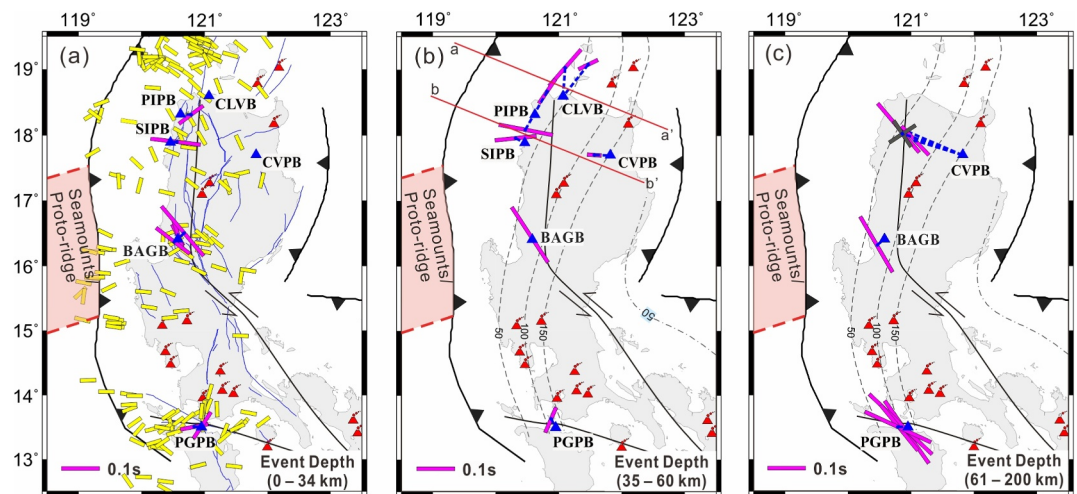 119° 121° 123°
119° 121° 123°
119° 121° 123°
19°
18°
17°
16°
15°
14°
13°
(a)
PIPB
CLVB
SIPB
CVPB
BAGB
PGPB
Seamounts/
Proto-ridge
0.1s
Event Depth
(0 – 34 km)
(b)
a
a'
b
b'
PIPB
CLVB
SIPB
CVPB
BAGB
PGPB
50
100
150
50
Seamounts/
Proto-ridge
0.1s
Event Depth
(35 – 60 km)
(c)
CVPB
BAGB
PGPB
50
100
150
Seamounts/
Proto-ridge
0.1s
Event Depth
(61 – 200 km)